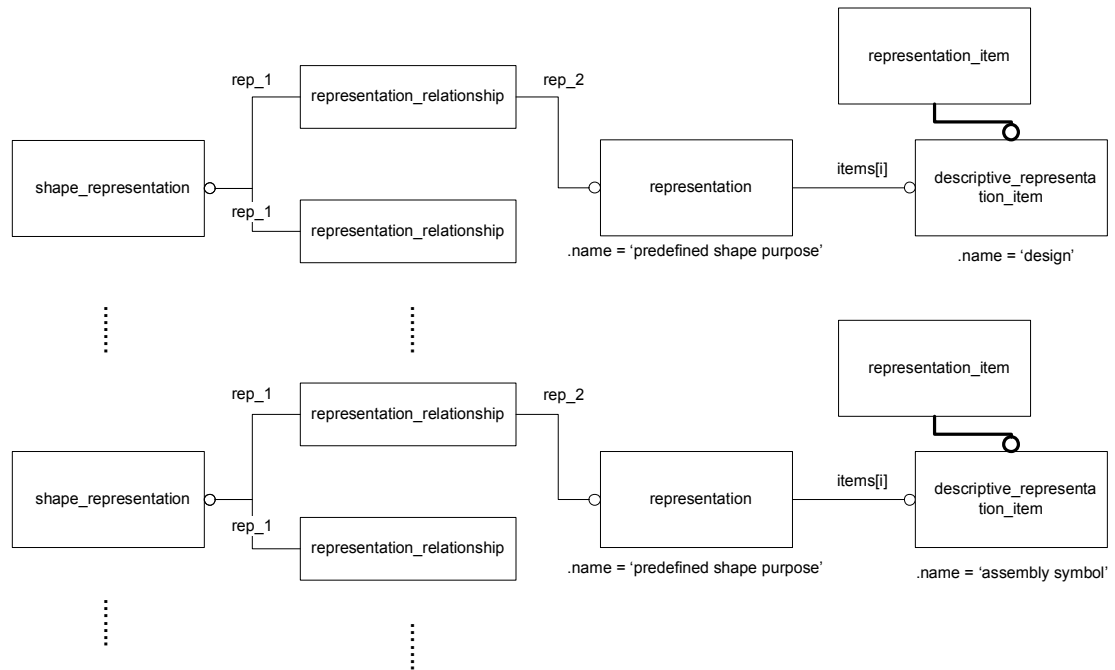 representation_item
rep_1
rep_2
representation_relationship
shape_representation
representation
items[i]
descriptive_representa
tion_item
rep_1
representation_relationship
.name = ‘predefined shape purpose’
.name = ‘design’
representation_item
rep_1
rep_2
representation_relationship
shape_representation
representation
items[i]
descriptive_representa
tion_item
rep_1
representation_relationship
.name = ‘predefined shape purpose’
.name = ‘assembly symbol’